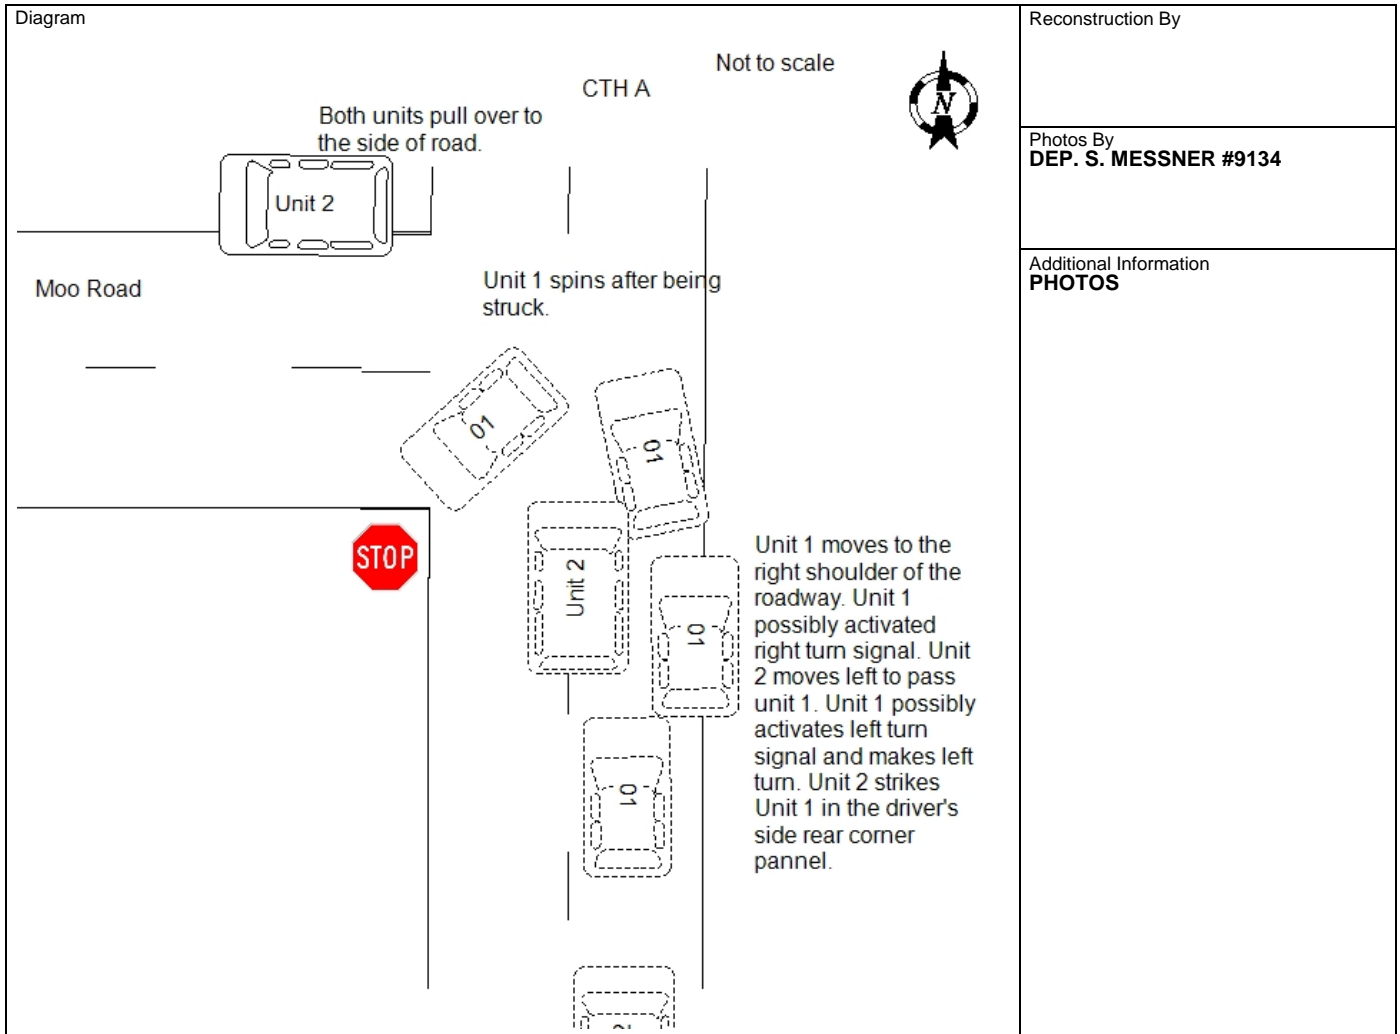 Diagram
Not to scale
CTH A
N
Both units pull over to
the side of road.
Unit 2
Moo Road
Unit 1 spins after being
struck.
01
01
STOP
Unit 2
01
01
Unit 1 moves to the
right shoulder of the
roadway. Unit 1
possibly activated
right turn signal. Unit
2 moves left to pass
unit 1. Unit 1 possibly
activates left turn
signal and makes left
turn. Unit 2 strikes
Unit 1 in the driver's
side rear corner
pannel.
Reconstruction By
Photos By
DEP. S. MESSNER #9134
Additional Information
PHOTOS